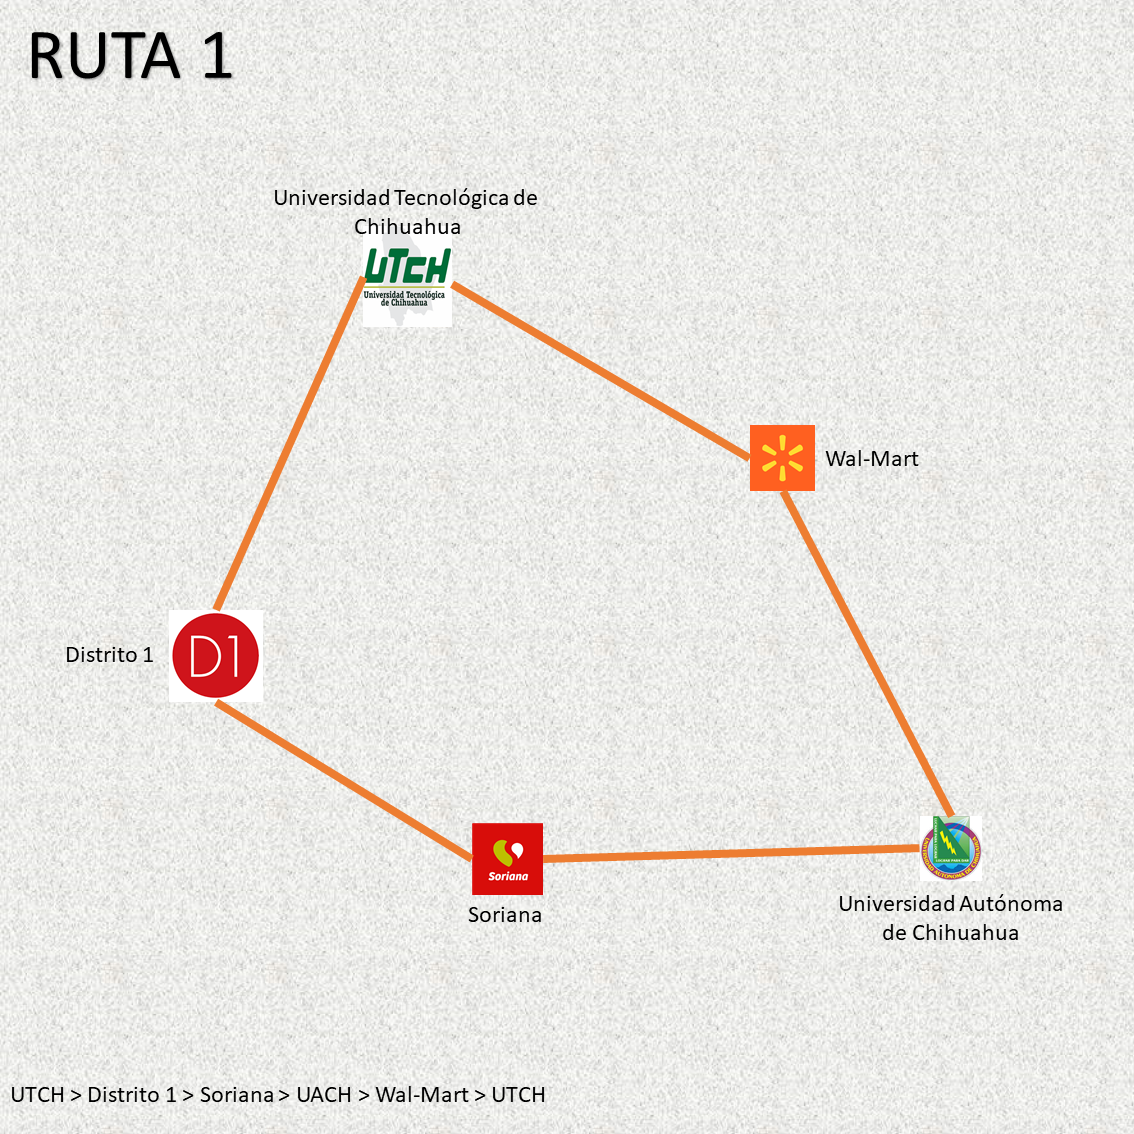 RUTA 1
Universidad Tecnológica de
Chihuahua
UTCH
Universidad Tecnológica
de Chihuahua
Wal-Mart
Distrito 1
D1
Soriana
Soriana
Universidad Autónoma
de Chihuahua
UTCH > Distrito 1 > Soriana > UACH > Wal-Mart > UTCH